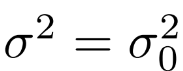 σ² = σ₀²